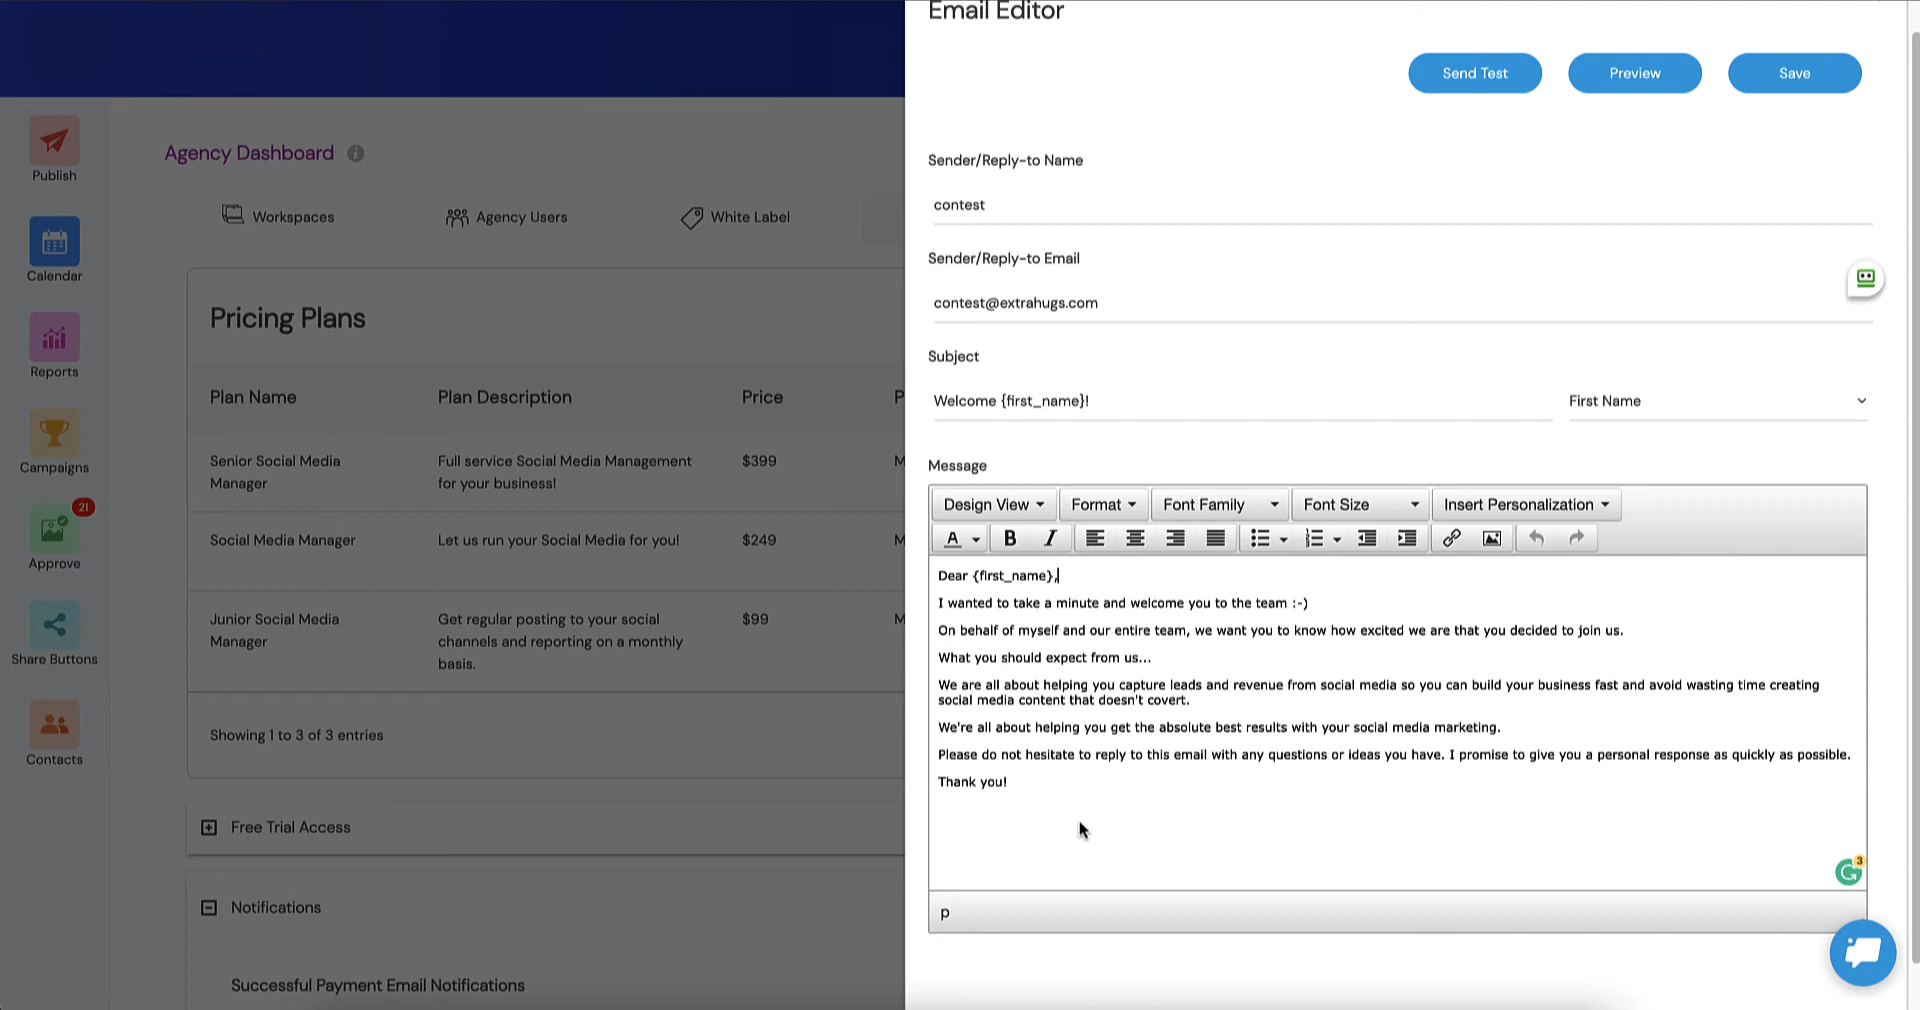 Email Editor
Send Test
Preview
Save
Publish
Calendar
Reports
Campaigns
21
Approve
Share Buttons
Contacts
Agency Dashboard
Workspaces
Agency Users
White Label
Pricing Plans
Plan Name
Plan Description
Price
P
Senior Social Media
Manager
Full service Social Media Management
for your business!
$399
M
Social Media Manager
Let us run your Social Media for you!
$249
M
Junior Social Media
Manager
Get regular posting to your social
channels and reporting on a monthly
basis.
$99
M
Showing 1 to 3 of 3 entries
Free Trial Access
Notifications
Successful Payment Email Notifications
Sender/Reply-to Name
contest
Sender/Reply-to Email
contest@extrahugs.com
Subject
Welcome {first_name}!
First Name
Message
Design View
Format
Font Family
Font Size
Insert Personalization
A
B
I
Dear {first_name},
I wanted to take a minute and welcome you to the team :-)
On behalf of myself and our entire team, we want you to know how excited we are that you decided to join us.
What you should expect from us...
We are all about helping you capture leads and revenue from social media so you can build your business fast and avoid wasting time creating
social media content that doesn't covert.
We're all about helping you get the absolute best results with your social media marketing.
Please do not hesitate to reply to this email with any questions or ideas you have. I promise to give you a personal response as quickly as possible.
Thank you!
3
p